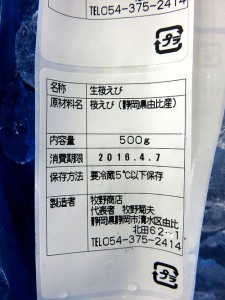 TEL054-375-2414
プラ
名称 生桜えび
原材料名 桜えび（静岡県由比産）
内容量 500g
消費期限 2016.4.7
保存方法 要冷蔵5℃以下保存
製造者 牧野商店
代表者 牧野菊夫
静岡県静岡市清水区由比
北田62-1
TEL054-375-2414
プラ